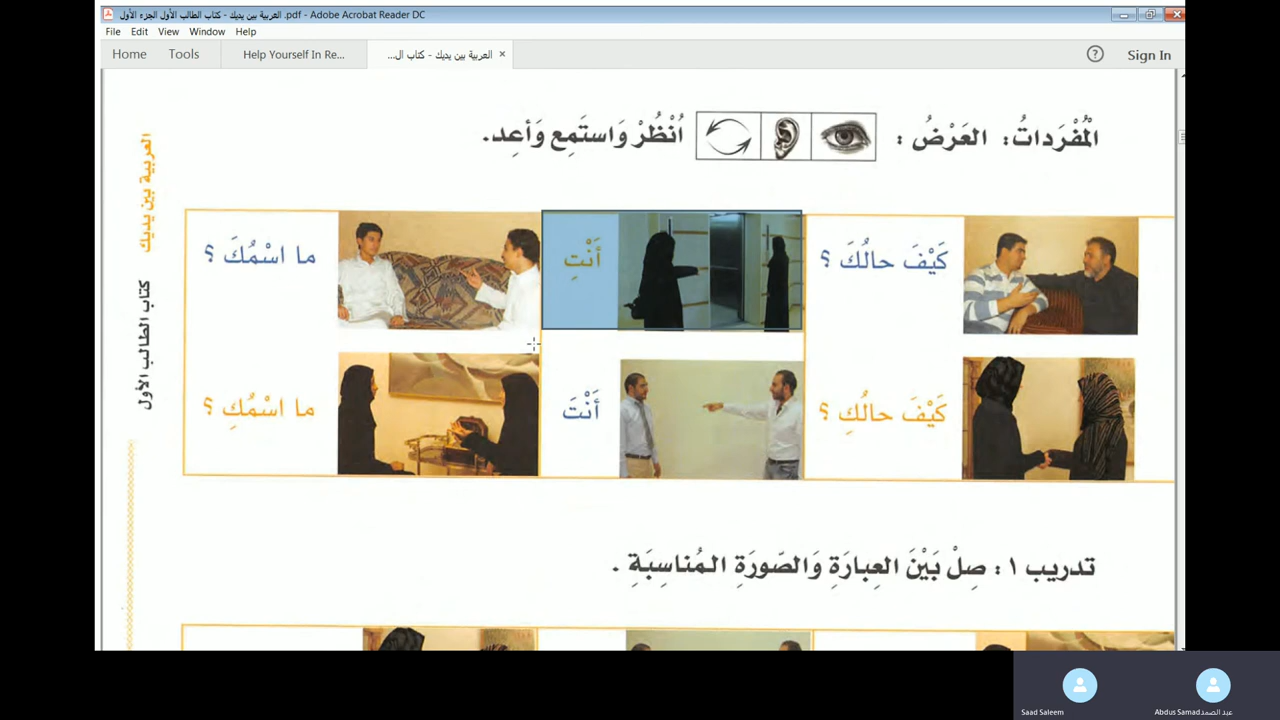 العربية بين يديك - كتاب الطالب الأول الجزء الأول .pdf - Adobe Acrobat Reader DC
File Edit View Window Help
Home Tools Help Yourself In Re... العربية بين يديك - كتاب ال... × ? Sign In
الْمُفْرَداتُ: العَرْضُ : اُنْظُرْ وَاستَمِع وَأعِد.
كَيْفَ حالُكَ ؟
أَنْتِ
ما اسْمُكَ ؟
كَيْفَ حالُكِ ؟
أَنْتَ
ما اسْمُكِ ؟
تدريب ١ : صِلْ بَيْنَ العِبارَةِ وَالصّورَةِ المُناسِبَةِ .
العربية بين يديك
كتاب الطالب الأول
Saad Saleem
Abdus Samad عبد الصمد